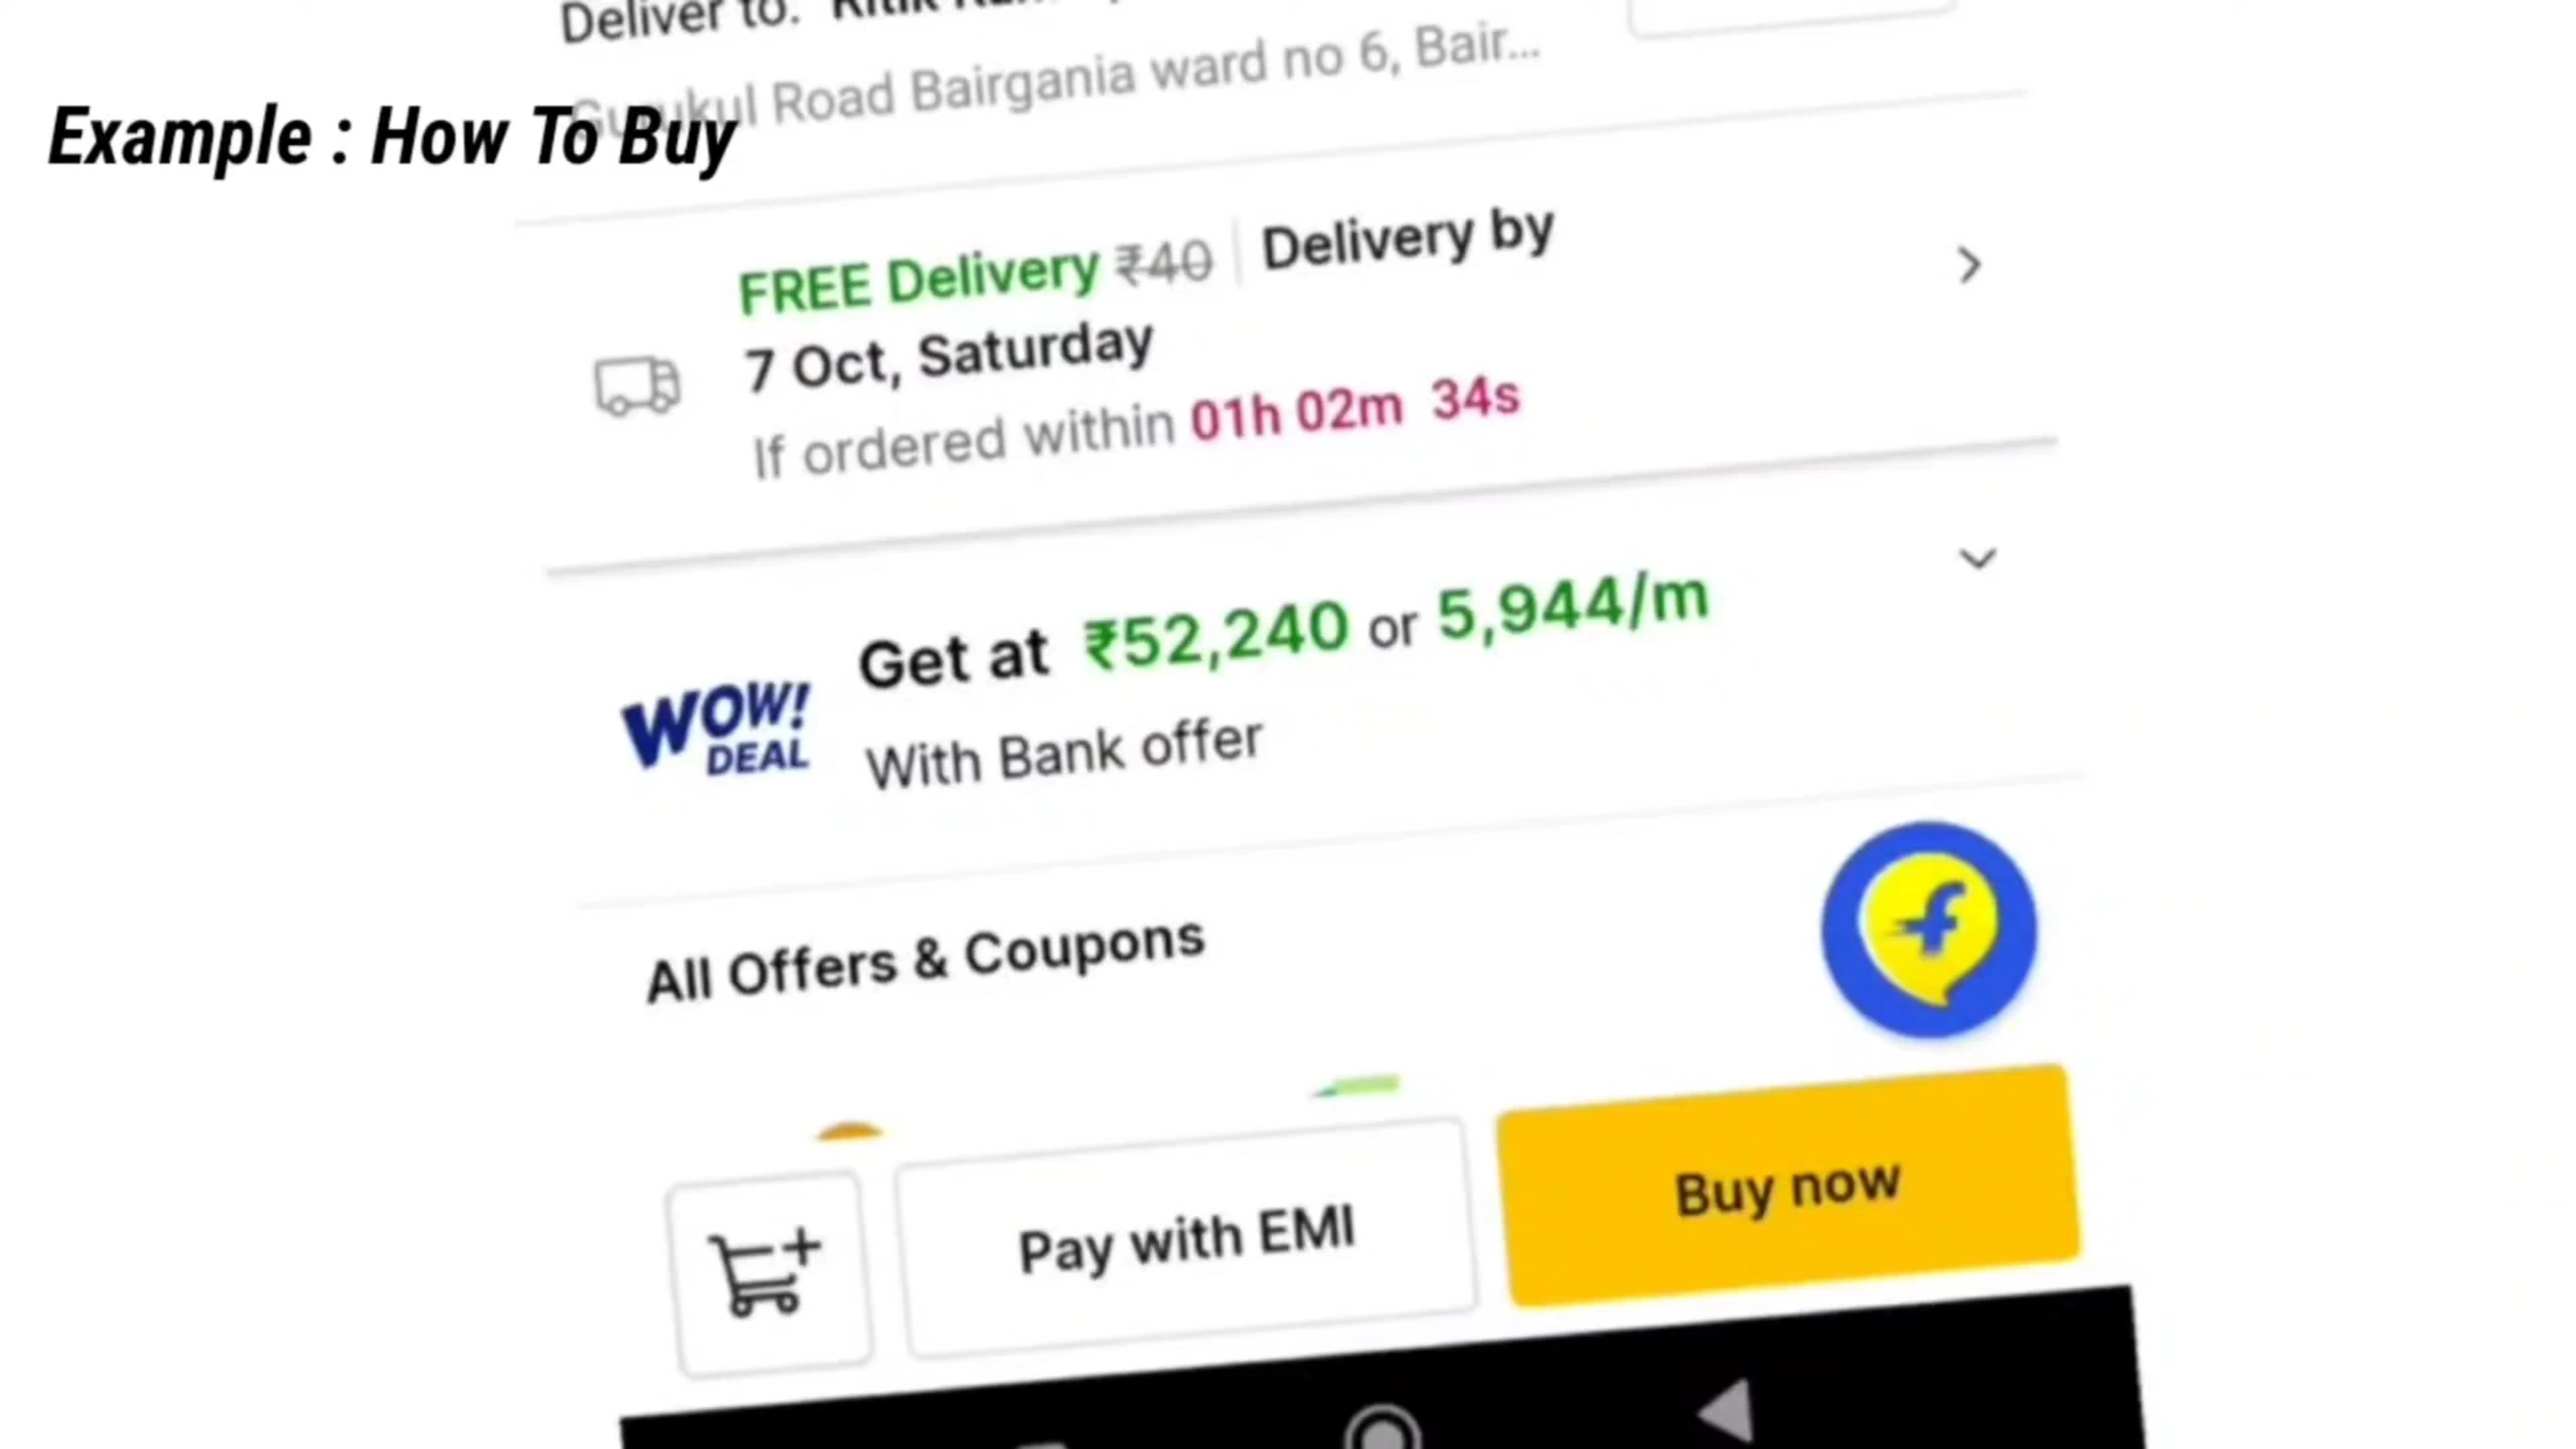 Deliver to:
Gurukul Road Bairgania ward no 6, Bair...
Example : How To Buy
FREE Delivery ₹40 Delivery by
7 Oct, Saturday
If ordered within 01h 02m 34s
Get at ₹52,240 or 5,944/m
WOW!
DEAL
With Bank offer
All Offers & Coupons
Pay with EMI
Buy now